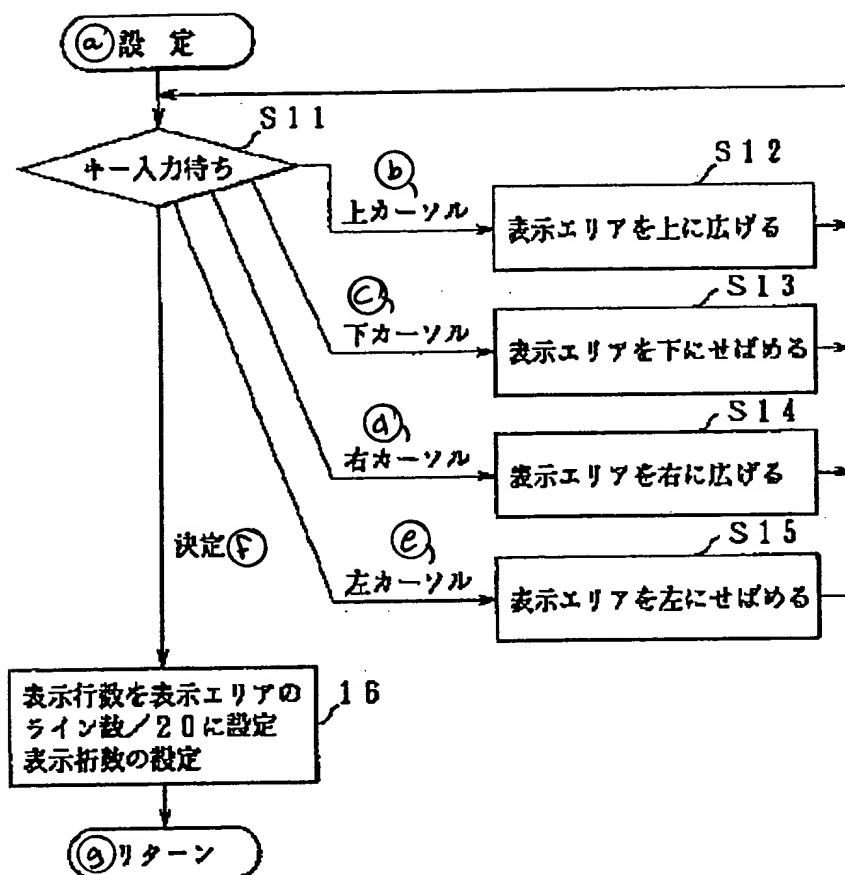 ⓐ設 定
S11
キー入力待ち
ⓑ
上カーソル
S12
表示エリアを上に広げる
ⓒ
下カーソル
S13
表示エリアを下にせばめる
ⓓ
右カーソル
S14
表示エリアを右に広げる
決定ⓕ
ⓔ
左カーソル
S15
表示エリアを左にせばめる
表示行数を表示エリアの
ライン数/20に設定
表示桁数の設定
16
ⓖリターン